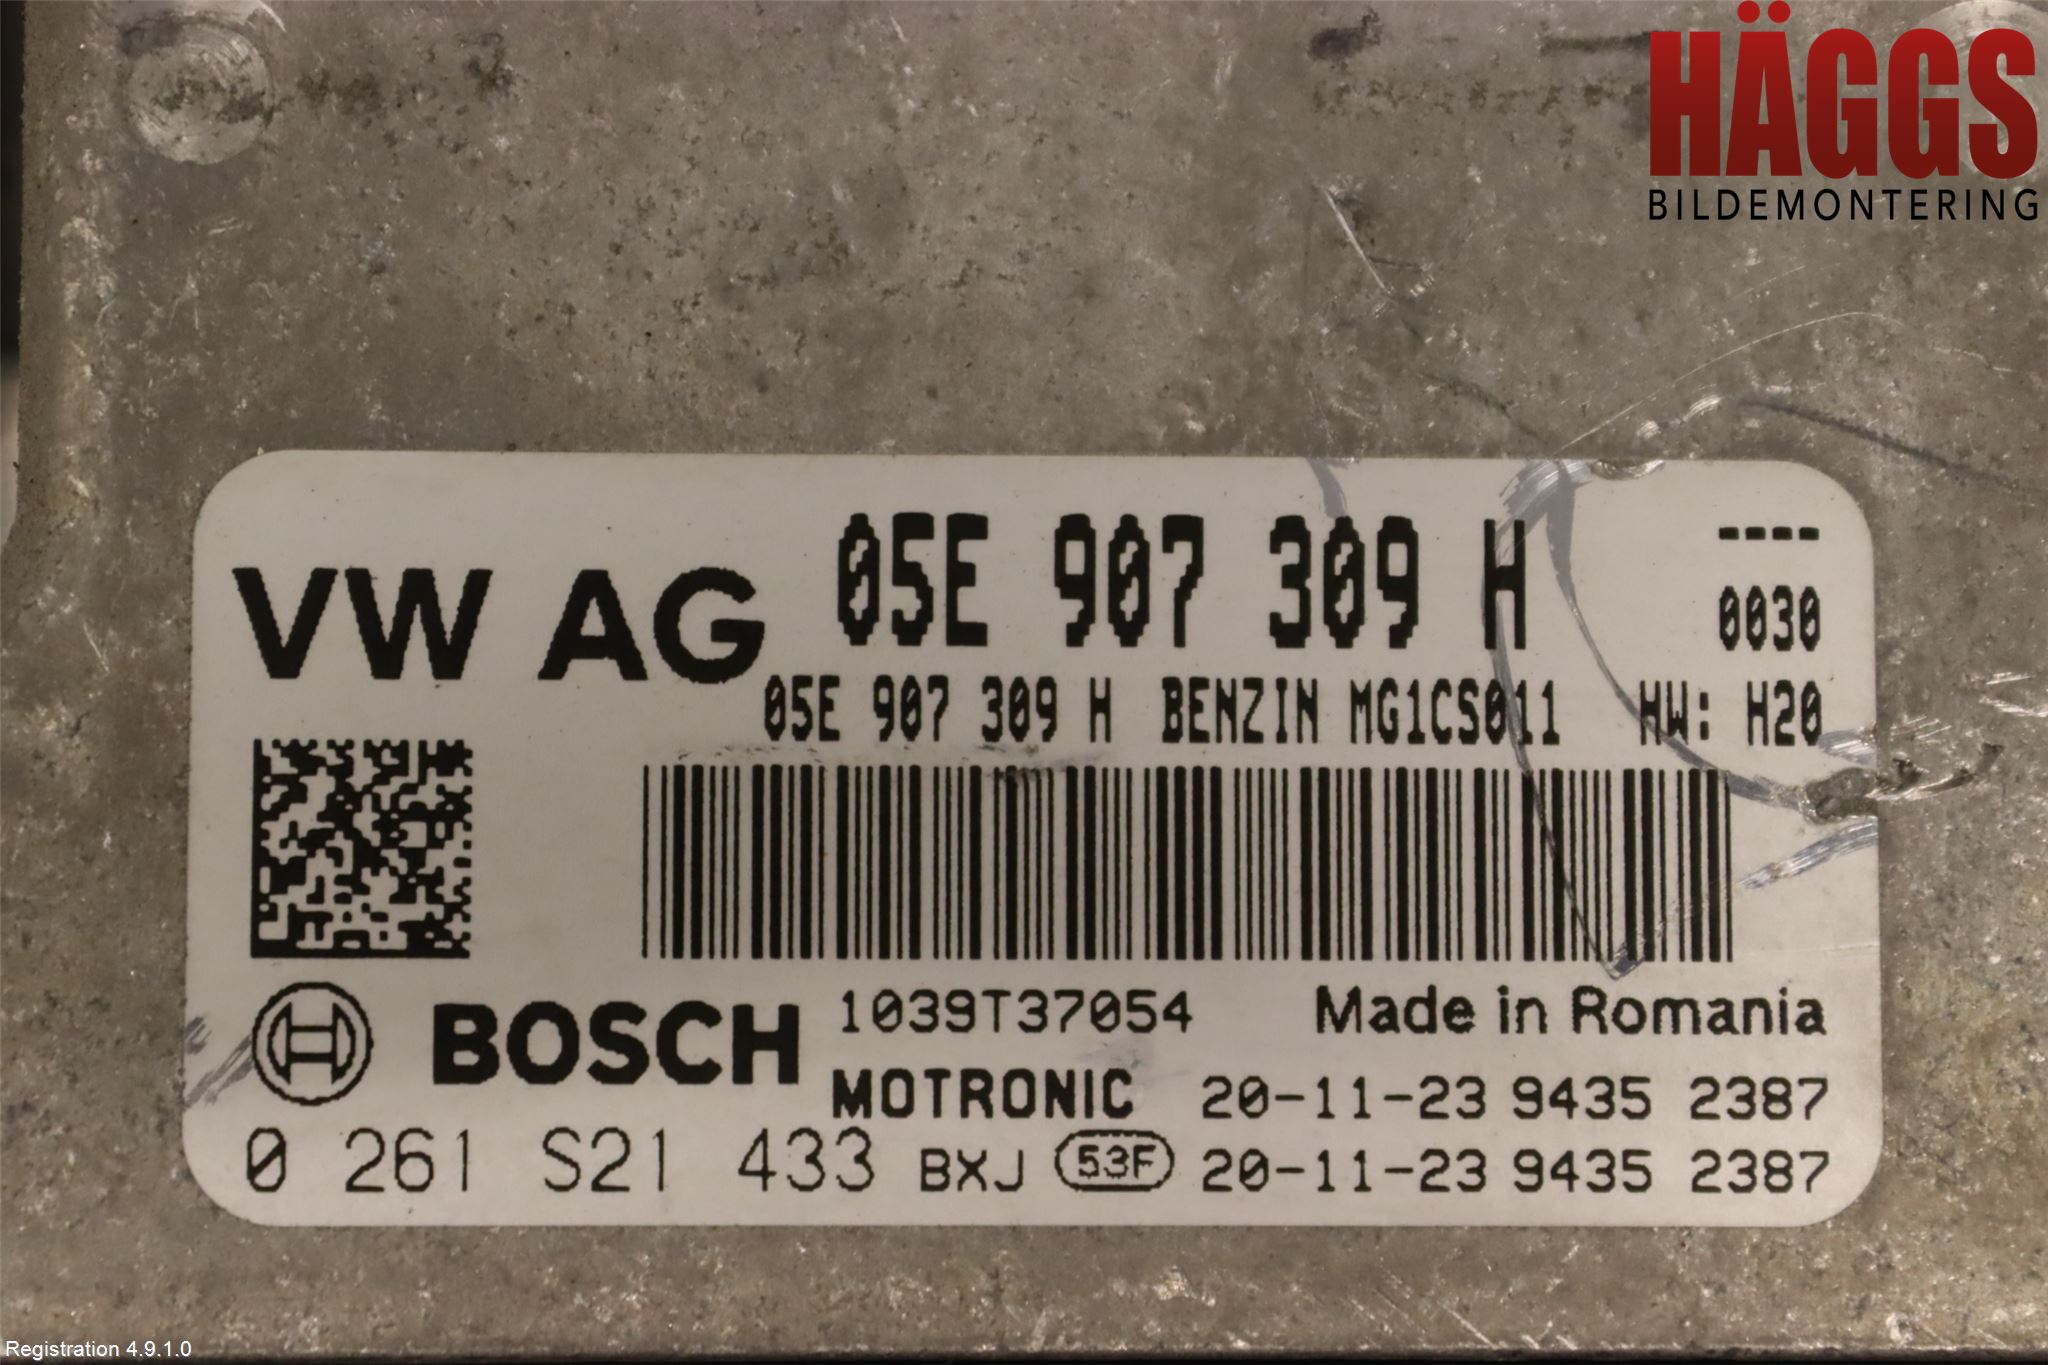 HÄGGS
BILDEMONTERING
VW AG 05E 907 309 H ----
0030
05E 907 309 H BENZIN MG1CS011 HW: H20
BOSCH 1039T37054 Made in Romania
MOTRONIC 20-11-23 9435 2387
0 261 S21 433 BXJ 53F 20-11-23 9435 2387
Registration 4.9.1.0